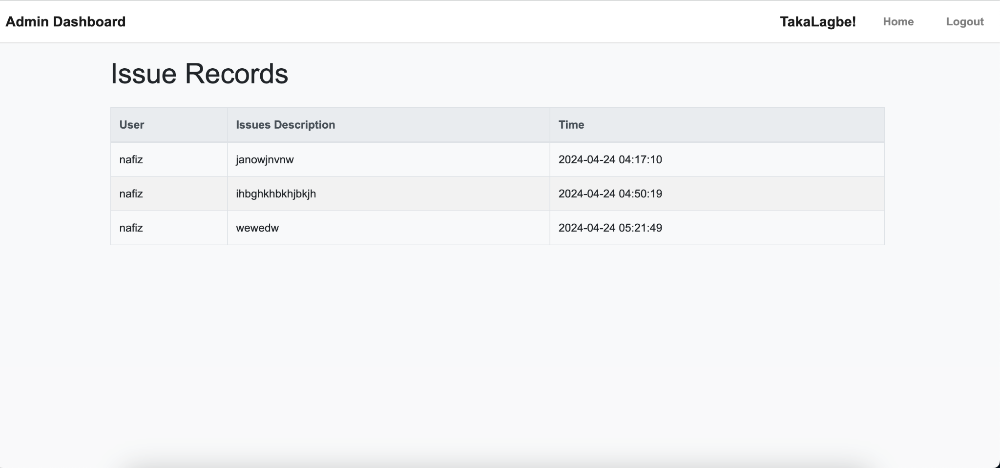 Admin Dashboard TakaLagbe! Home Logout
Issue Records
User Issues Description Time
nafiz janowjnvnw 2024-04-24 04:17:10
nafiz ihbghkhbkhjbkjh 2024-04-24 04:50:19
nafiz wewedw 2024-04-24 05:21:49